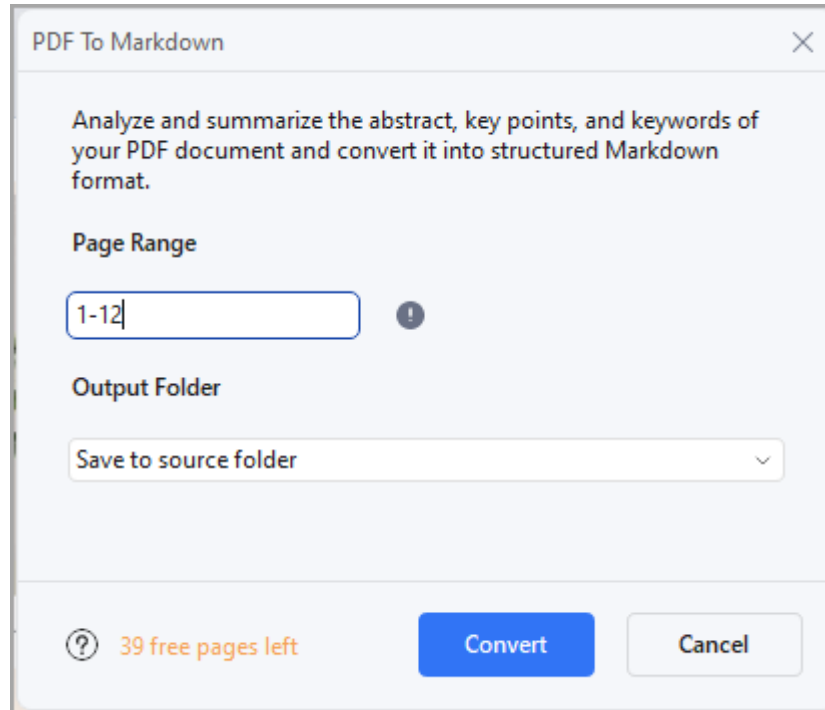 PDF To Markdown
Analyze and summarize the abstract, key points, and keywords of
your PDF document and convert it into structured Markdown
format.
Page Range
1-12
Output Folder
Save to source folder
39 free pages left
Convert
Cancel